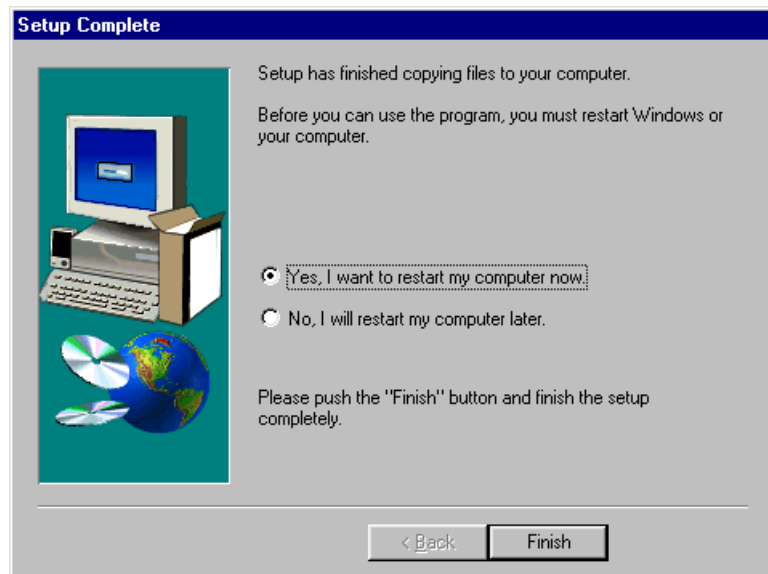 Setup Complete
Setup has finished copying files to your computer.
Before you can use the program, you must restart Windows or
your computer.
Yes, I want to restart my computer now.
No, I will restart my computer later.
Please push the "Finish" button and finish the setup
completely.
< Back
Finish